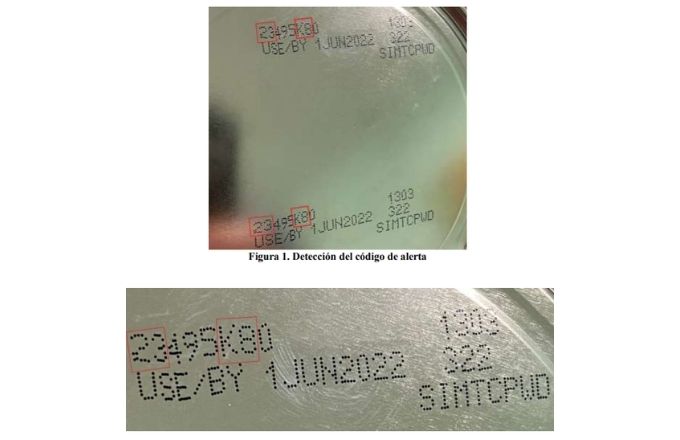 23495K80 1303
USE/BY 1JUN2022 322
SIMTCPWD
23495K80 1303
USE/BY 1JUN2022 322
SIMTCPWD
Figura 1. Detección del código de alerta
23495K80 1303
USE/BY 1JUN2022 322
SIMTCPWD